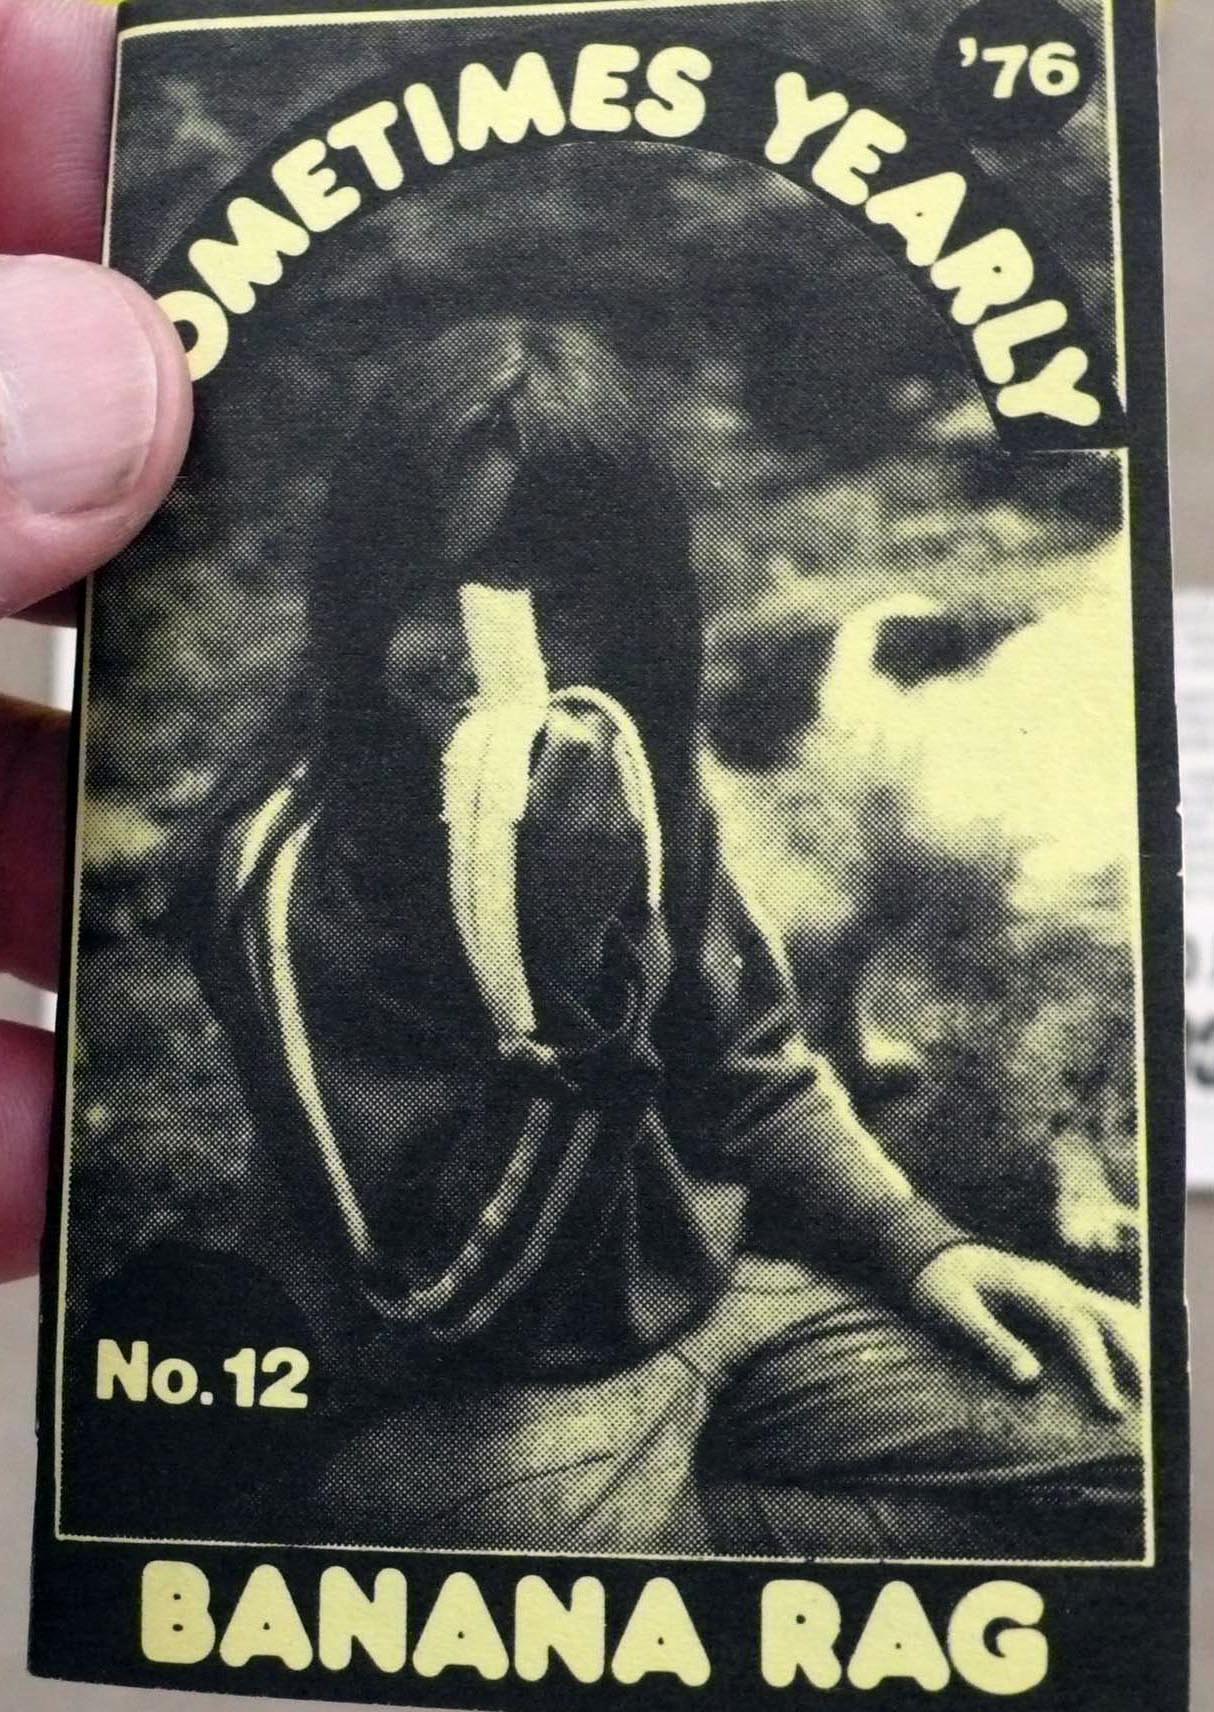 OMETIMES YEARLY
'76
No. 12
BANANA RAG